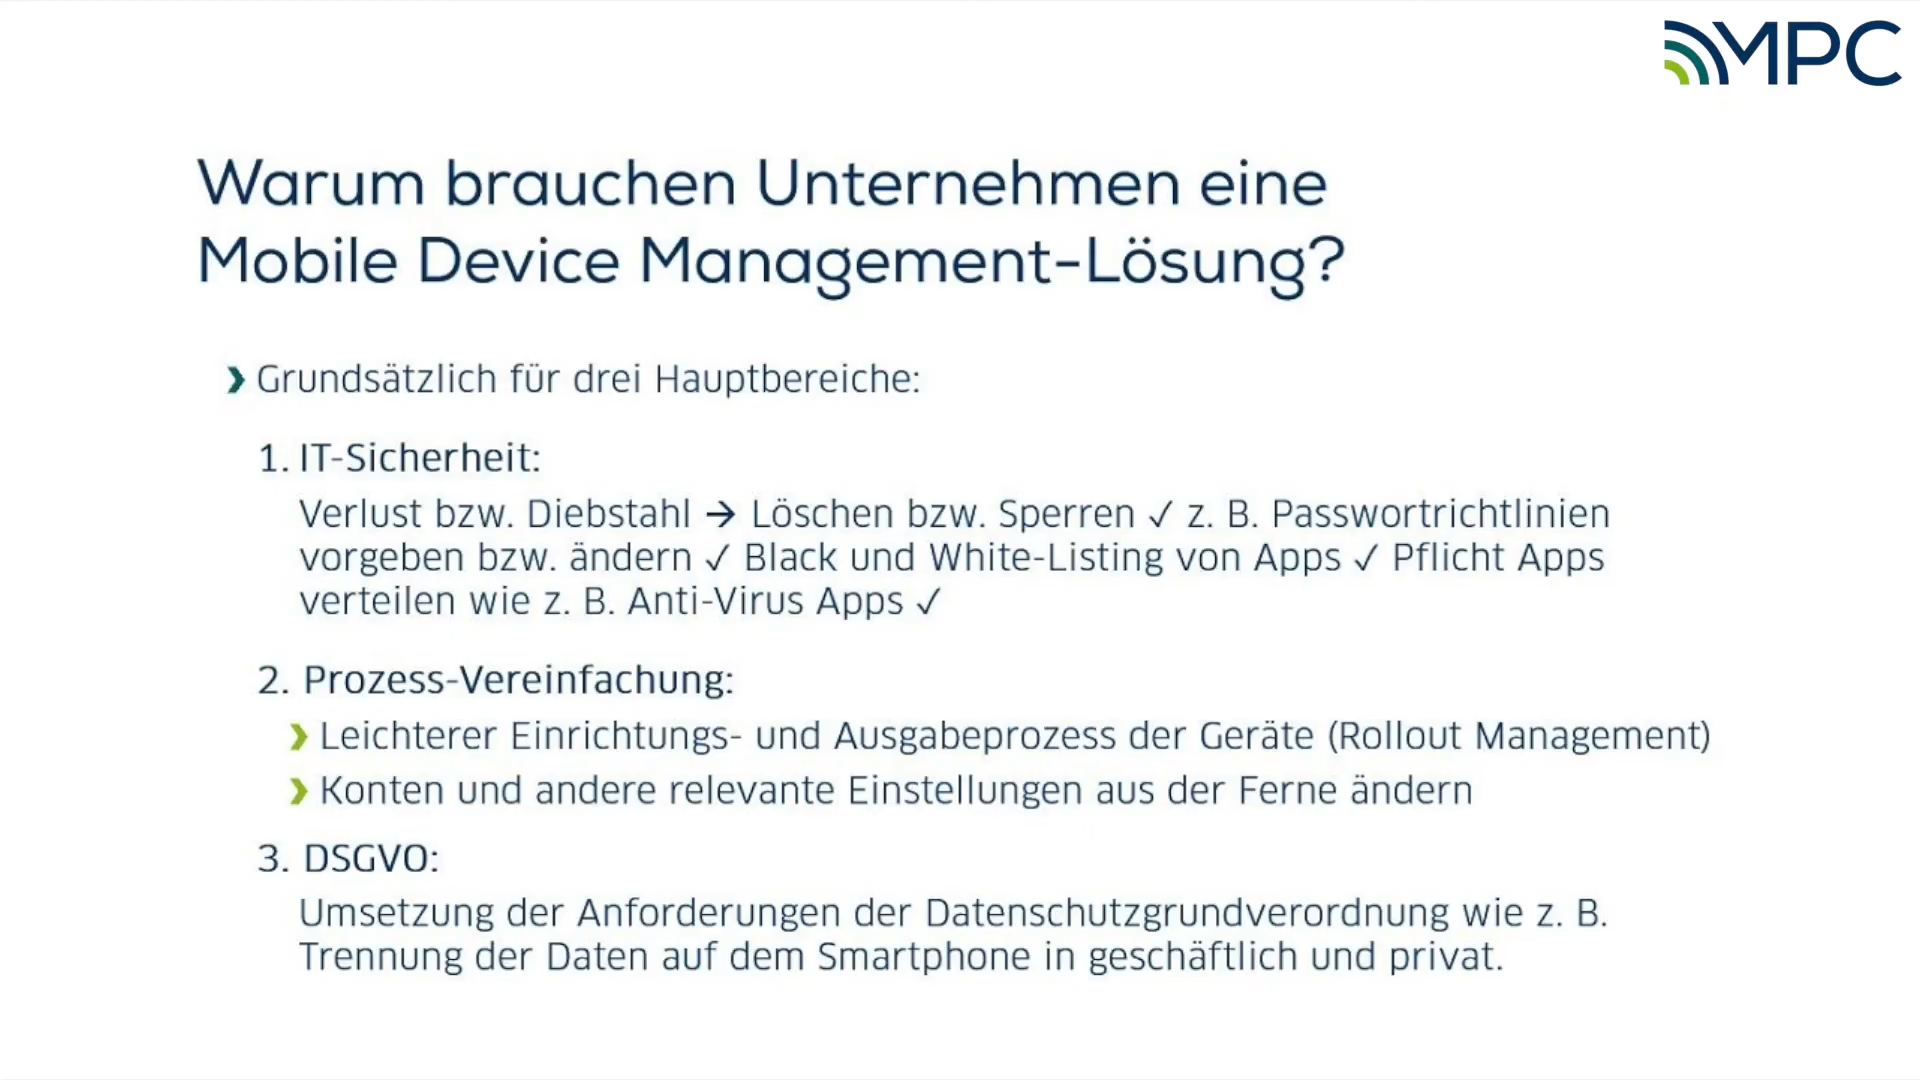 MPC
Warum brauchen Unternehmen eine
Mobile Device Management-Lösung?
❯ Grundsätzlich für drei Hauptbereiche:
1. IT-Sicherheit:
Verlust bzw. Diebstahl → Löschen bzw. Sperren ✓ z. B. Passwortrichtlinien
vorgeben bzw. ändern ✓ Black und White-Listing von Apps ✓ Pflicht Apps
verteilen wie z. B. Anti-Virus Apps ✓
2. Prozess-Vereinfachung:
❯ Leichterer Einrichtungs- und Ausgabeprozess der Geräte (Rollout Management)
❯ Konten und andere relevante Einstellungen aus der Ferne ändern
3. DSGVO:
Umsetzung der Anforderungen der Datenschutzgrundverordnung wie z. B.
Trennung der Daten auf dem Smartphone in geschäftlich und privat.